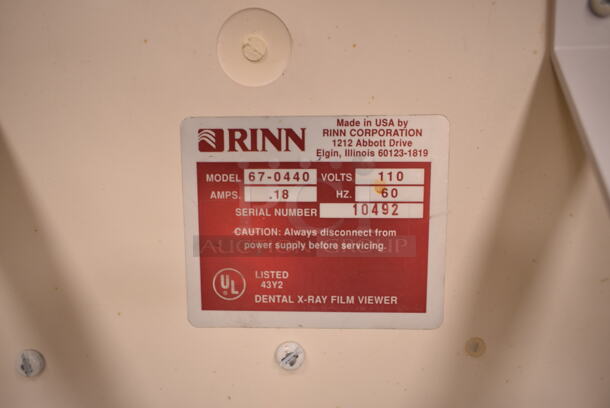 RINN
Made in USA by
RINN CORPORATION
1212 Abbott Drive
Elgin, Illinois 60123-1819
MODEL 67-0440 VOLTS 110
AMPS. .18 HZ. 60
SERIAL NUMBER 10492
CAUTION: Always disconnect from
power supply before servicing.
AUCTION GROUP
UL
LISTED
43Y2
DENTAL X-RAY FILM VIEWER